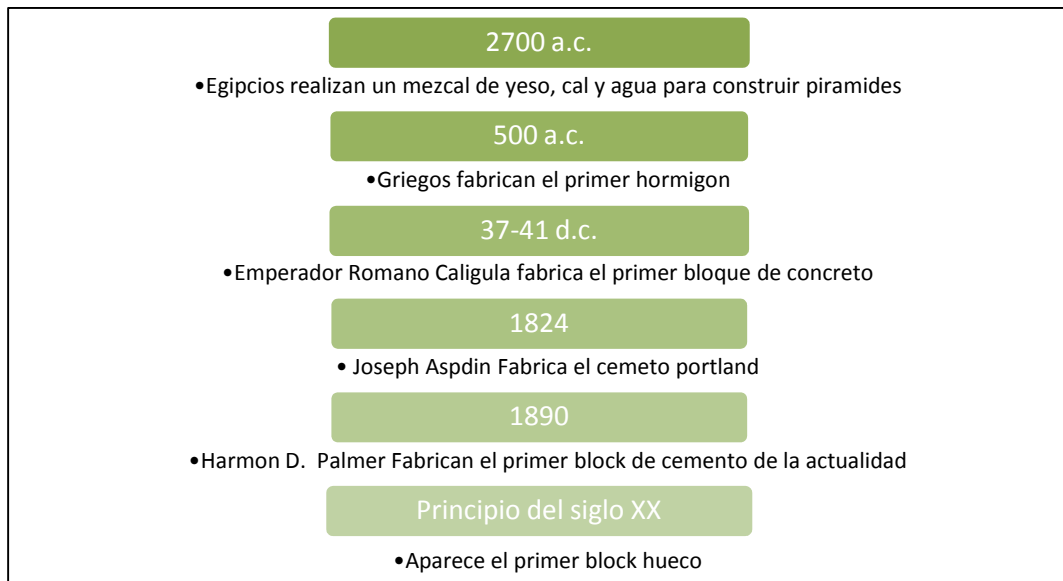 2700 a.c.
•Egipcios realizan un mezcal de yeso, cal y agua para construir piramides
500 a.c.
•Griegos fabrican el primer hormigon
37-41 d.c.
•Emperador Romano Caligula fabrica el primer bloque de concreto
1824
• Joseph Aspdin Fabrica el cemeto portland
1890
•Harmon D. Palmer Fabrican el primer block de cemento de la actualidad
Principio del siglo XX
•Aparece el primer block hueco